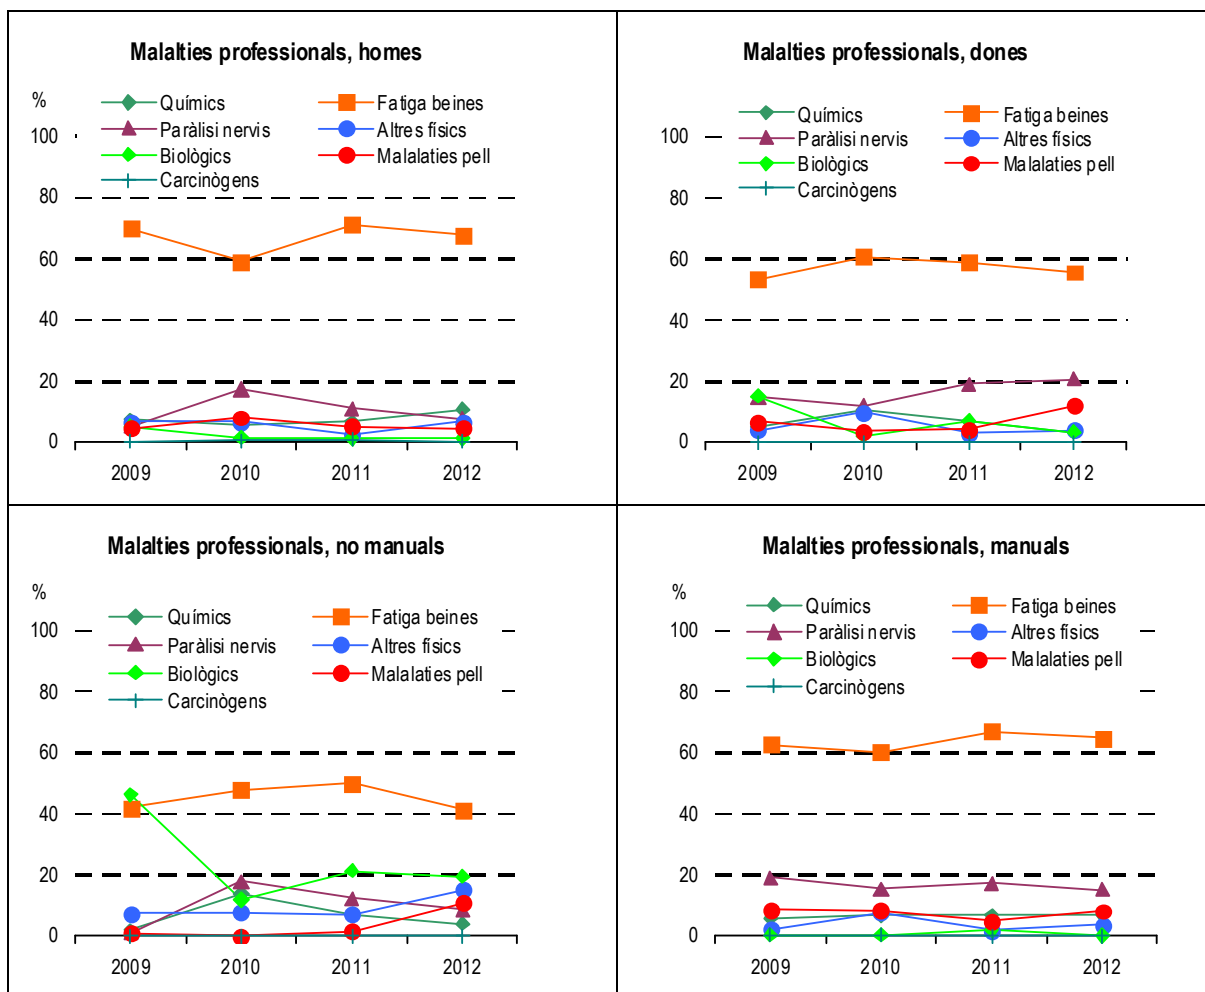 Malalties professionals, homes
%
Químics
Fatiga beines
Paràlisi nervis
Altres físics
Biològics
Malalaties pell
Carcinògens
100
80
60
40
20
0
2009 2010 2011 2012
Malalties professionals, dones
Químics
Fatiga beines
Paràlisi nervis
Altres físics
Biològics
Malalaties pell
Carcinògens
100
80
60
40
20
0
2009 2010 2011 2012
Malalties professionals, no manuals
%
Químics
Fatiga beines
Paràlisi nervis
Altres físics
Biològics
Malalaties pell
Carcinògens
100
80
60
40
20
0
2009 2010 2011 2012
Malalties professionals, manuals
%
Químics
Fatiga beines
Paràlisi nervis
Altres físics
Biològics
Malalaties pell
Carcinògens
100
80
60
40
20
0
2009 2010 2011 2012